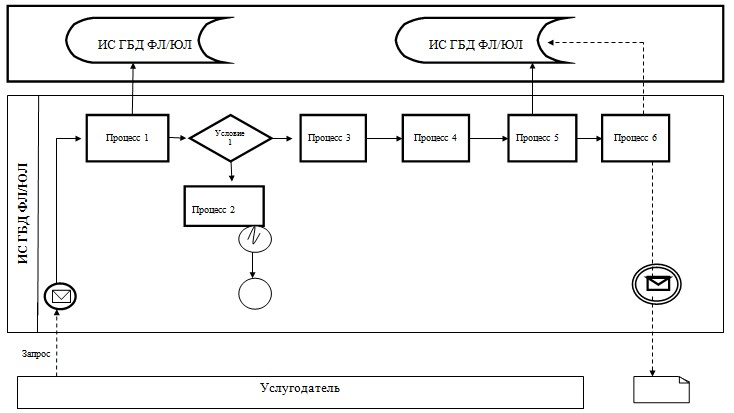 ИС ГБД ФЛ/ЮЛ
ИС ГБД ФЛ/ЮЛ
ИС ГБД ФЛ/ЮЛ
Процесс 1
Условие
1
Процесс 3
Процесс 4
Процесс 5
Процесс 6
Процесс 2
Запрос
Услугодатель